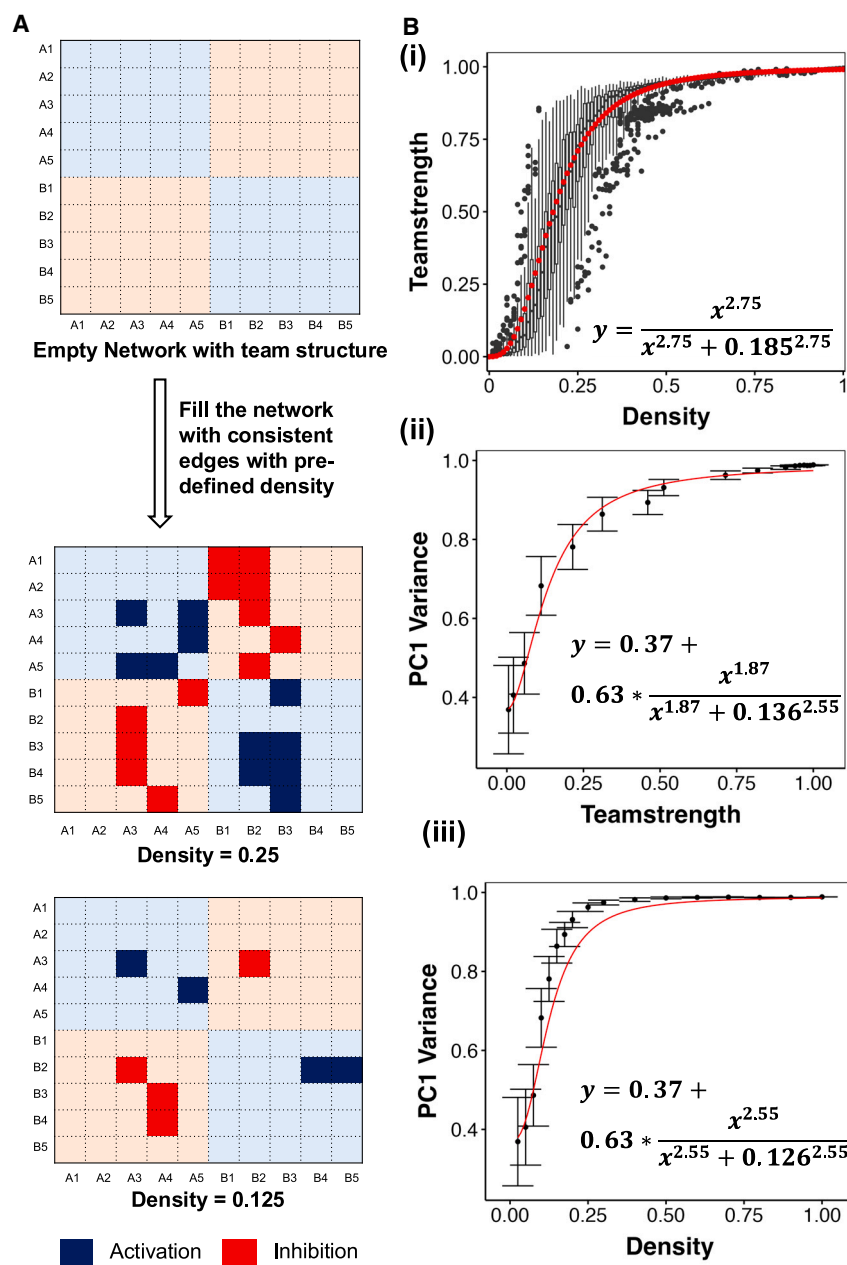 A
A1
A2
A3
A4
A5
B1
B2
B3
B4
B5
A1 A2 A3 A4 A5 B1 B2 B3 B4 B5
Empty Network with team structure
Fill the network
with consistent
edges with pre-
defined density
A1
A2
A3
A4
A5
B1
B2
B3
B4
B5
A1 A2 A3 A4 A5 B1 B2 B3 B4 B5
Density = 0.25
A1
A2
A3
A4
A5
B1
B2
B3
B4
B5
A1 A2 A3 A4 A5 B1 B2 B3 B4 B5
Density = 0.125
Activation Inhibition
B
(i)
Teamstrength
1.00
0.75
0.50
0.25
0.00
y = x^2.75 / (x^2.75 + 0.185^2.75)
0 0.25 0.50 0.75 1
Density
(ii)
PC1 Variance
1.0
0.8
0.6
0.4
y = 0.37 +
0.63 * x^1.87 / (x^1.87 + 0.136^2.55)
0.00 0.25 0.50 0.75 1.00
Teamstrength
(iii)
PC1 Variance
1.0
0.8
0.6
0.4
y = 0.37 +
0.63 * x^2.55 / (x^2.55 + 0.126^2.55)
0.00 0.25 0.50 0.75 1.00
Density